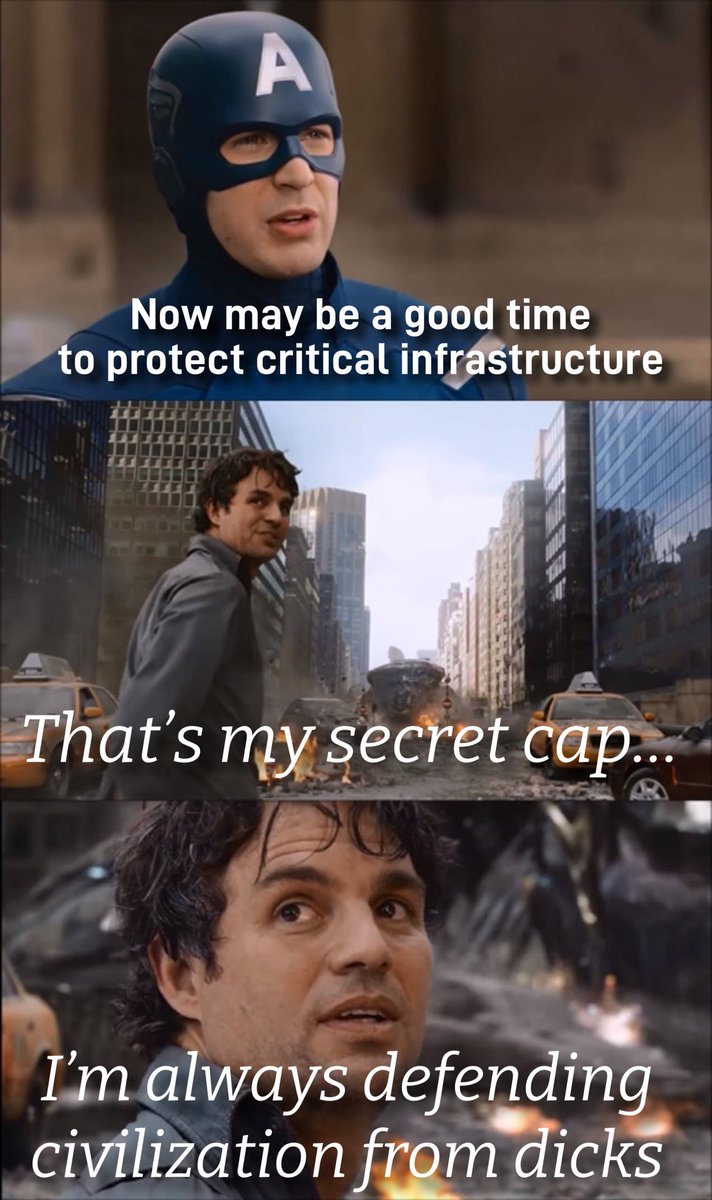 A
Now may be a good time
to protect critical infrastructure
That's my secret cap...
I'm always defending
civilization from dicks